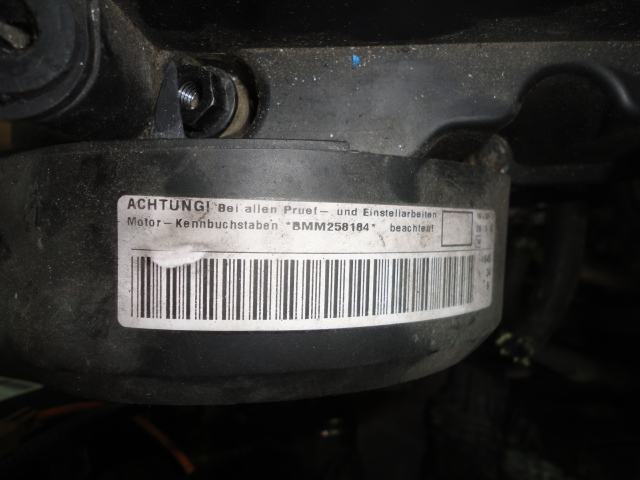 ACHTUNG! Bei allen Pruef- und Einstellarbeiten
Motor-Kennbuchstaben *BMM258184* beachten!